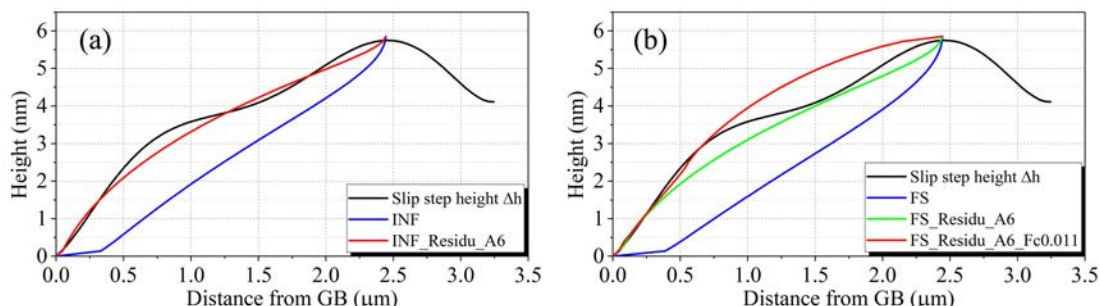 (a)
Height (nm)
6
5
4
3
2
1
0
0.0 0.5 1.0 1.5 2.0 2.5 3.0 3.5
Distance from GB (μm)
Slip step height Δh
INF
INF_Residu_A6
(b)
Height (nm)
6
5
4
3
2
1
0
0.0 0.5 1.0 1.5 2.0 2.5 3.0 3.5
Distance from GB (μm)
Slip step height Δh
FS
FS_Residu_A6
FS_Residu_A6_Fc0.011